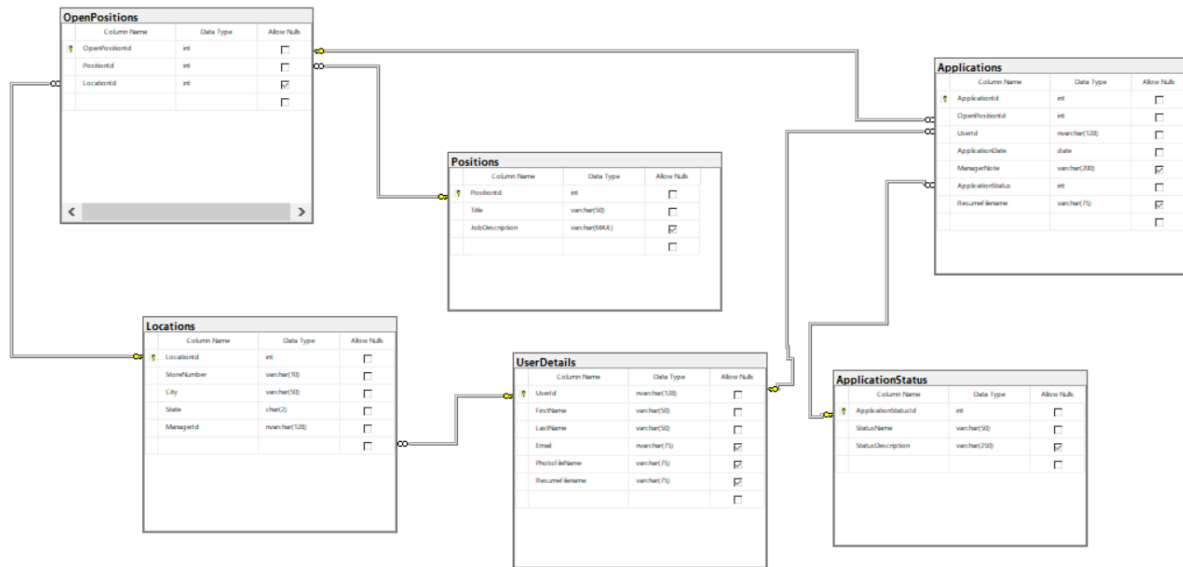 OpenPositions
Column Name Data Type Allow Nulls
OpenPositionId int
PositionId int
LocationId int
Applications
Column Name Data Type Allow Nulls
ApplicationId int
OpenPositionId int
UserId nvarchar(128)
ApplicationDate date
ManagerNote varchar(200)
ApplicationStatus int
ResumeFilename varchar(75)
Positions
Column Name Data Type Allow Nulls
PositionId int
Title varchar(50)
JobDescription varchar(MAX)
Locations
Column Name Data Type Allow Nulls
LocationId int
StoreNumber varchar(10)
City varchar(50)
State char(2)
ManagerId nvarchar(128)
UserDetails
Column Name Data Type Allow Nulls
UserId nvarchar(128)
FirstName varchar(50)
LastName varchar(50)
Email nvarchar(75)
PhotoFileName varchar(75)
ResumeFilename varchar(75)
ApplicationStatus
Column Name Data Type Allow Nulls
ApplicationStatusId int
StatusName varchar(50)
StatusDescription varchar(250)